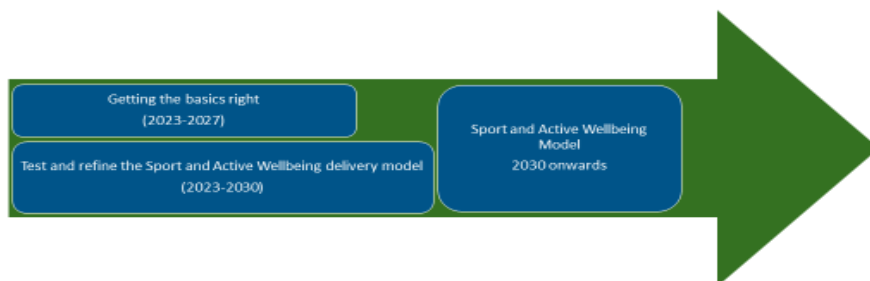 Getting the basics right
(2023-2027)
Test and refine the Sport and Active Wellbeing delivery model
(2023-2030)
Sport and Active Wellbeing
Model
2030 onwards